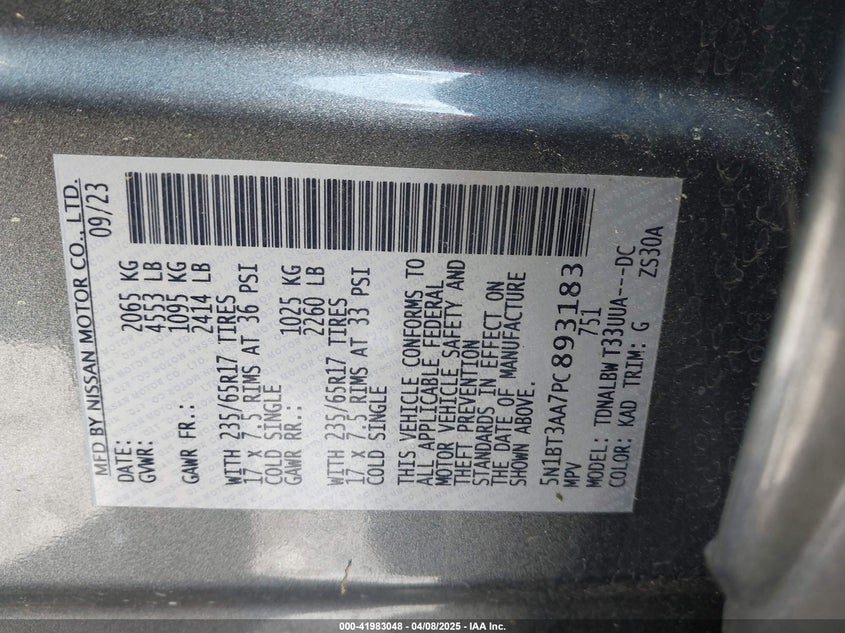 MFD BY NISSAN MOTOR CO., LTD.
DATE: 09/23
GVWR: 2065 KG
4553 LB
GAWR FR.: 1095 KG
2414 LB
WITH 235/65R17 TIRES
17 X 7.5 RIMS AT 36 PSI
COLD SINGLE
GAWR RR.: 1025 KG
2260 LB
WITH 235/65R17 TIRES
17 X 7.5 RIMS AT 33 PSI
COLD SINGLE
THIS VEHICLE CONFORMS TO
ALL APPLICABLE FEDERAL
MOTOR VEHICLE SAFETY AND
THEFT PREVENTION
STANDARDS IN EFFECT ON
THE DATE OF MANUFACTURE
SHOWN ABOVE.
5N1BT3AA7PC893183
MPV 751
MODEL: TDNALBW T33UUA----DC
COLOR: KAD TRIM: G ZS30A
000-41983048 - 04/08/2025 - IAA Inc.